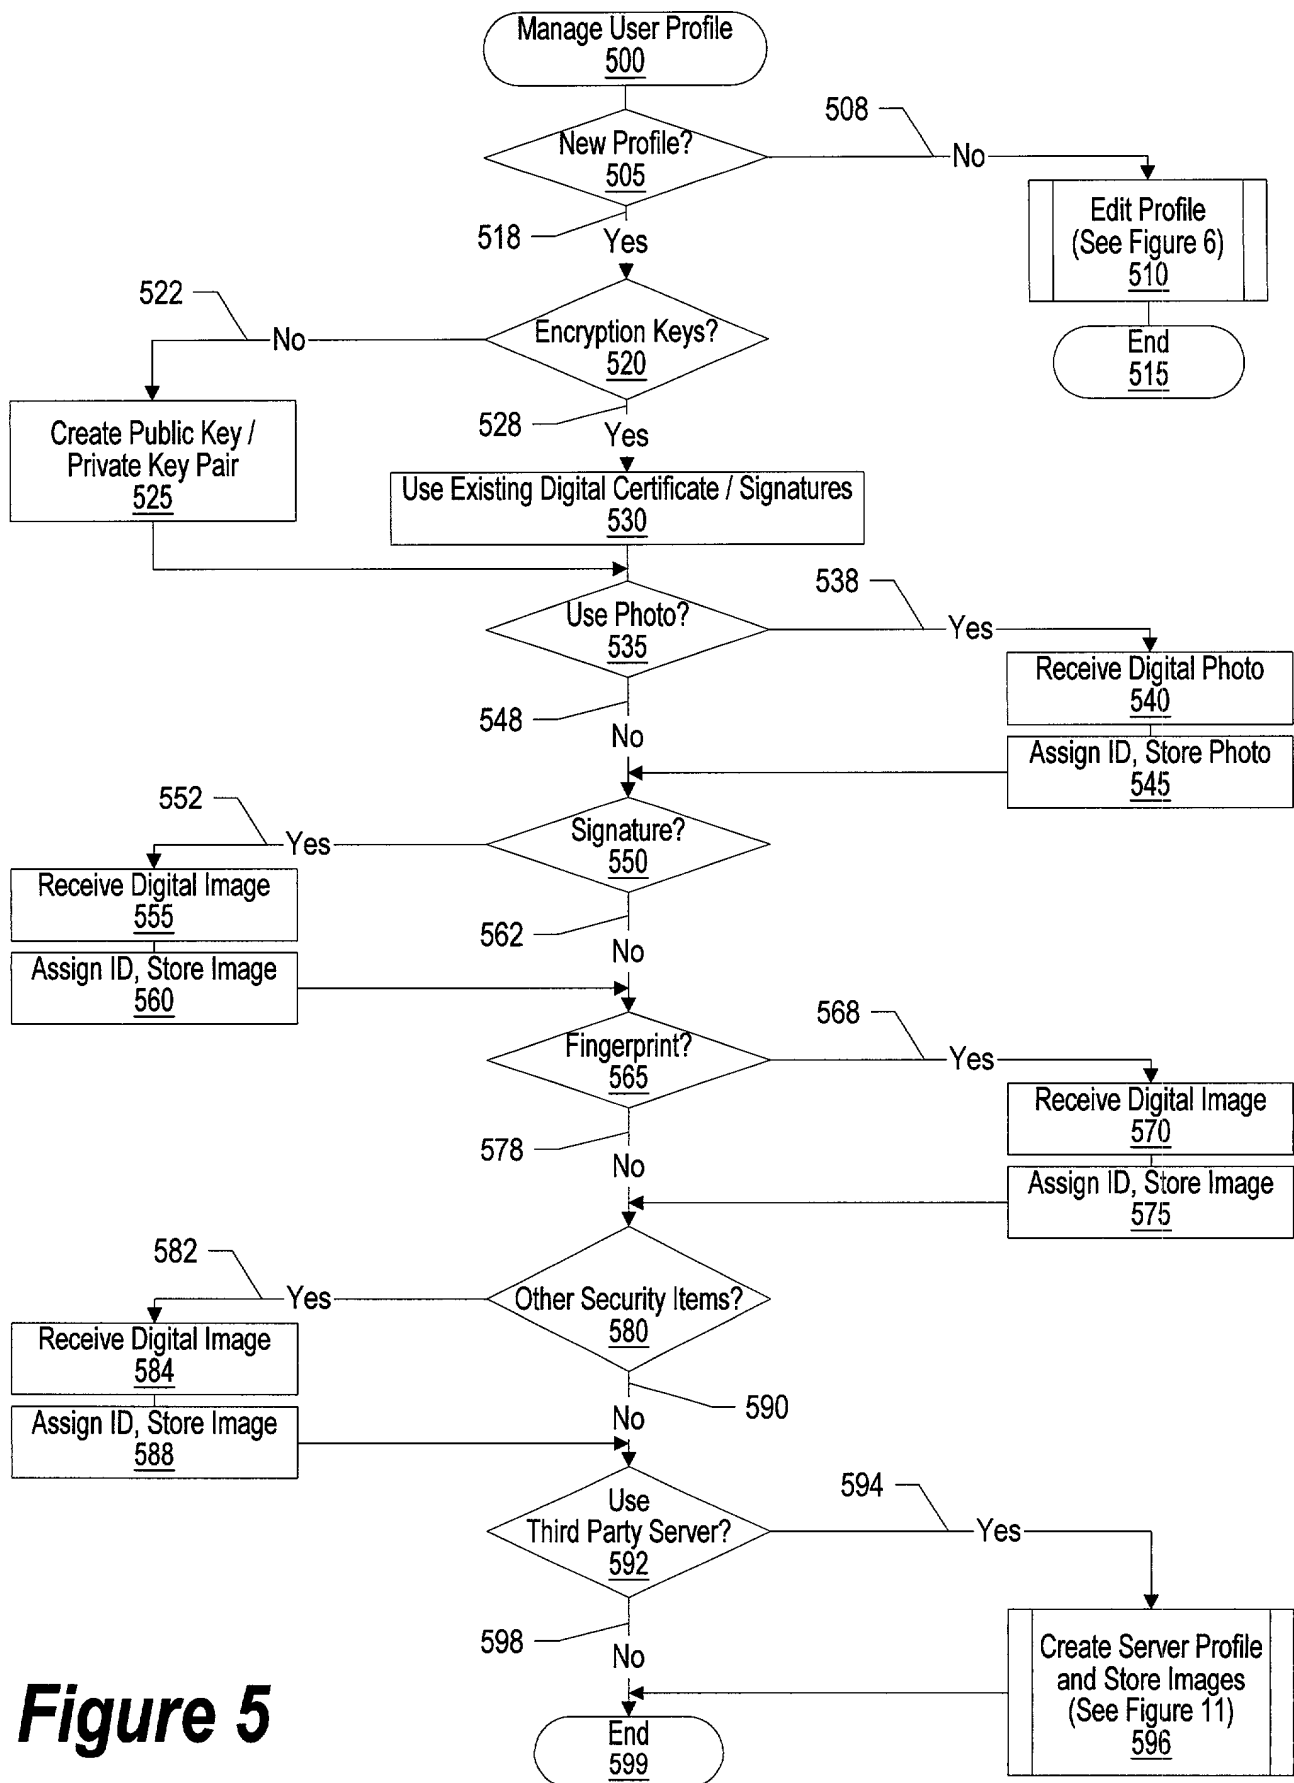 Manage User Profile
500
508
New Profile?
505
No
518
Yes
Edit Profile
(See Figure 6)
510
522
No
Encryption Keys?
520
End
515
528
Yes
Create Public Key /
Private Key Pair
525
Use Existing Digital Certificate / Signatures
530
538
Use Photo?
535
Yes
Receive Digital Photo
540
548
No
Assign ID, Store Photo
545
552
Yes
Signature?
550
Receive Digital Image
555
562
No
Assign ID, Store Image
560
568
Fingerprint?
565
Yes
Receive Digital Image
570
578
No
Assign ID, Store Image
575
582
Yes
Other Security Items?
580
Receive Digital Image
584
590
No
Assign ID, Store Image
588
594
Use
Third Party Server?
592
Yes
598
No
Create Server Profile
and Store Images
(See Figure 11)
596
End
599
Figure 5